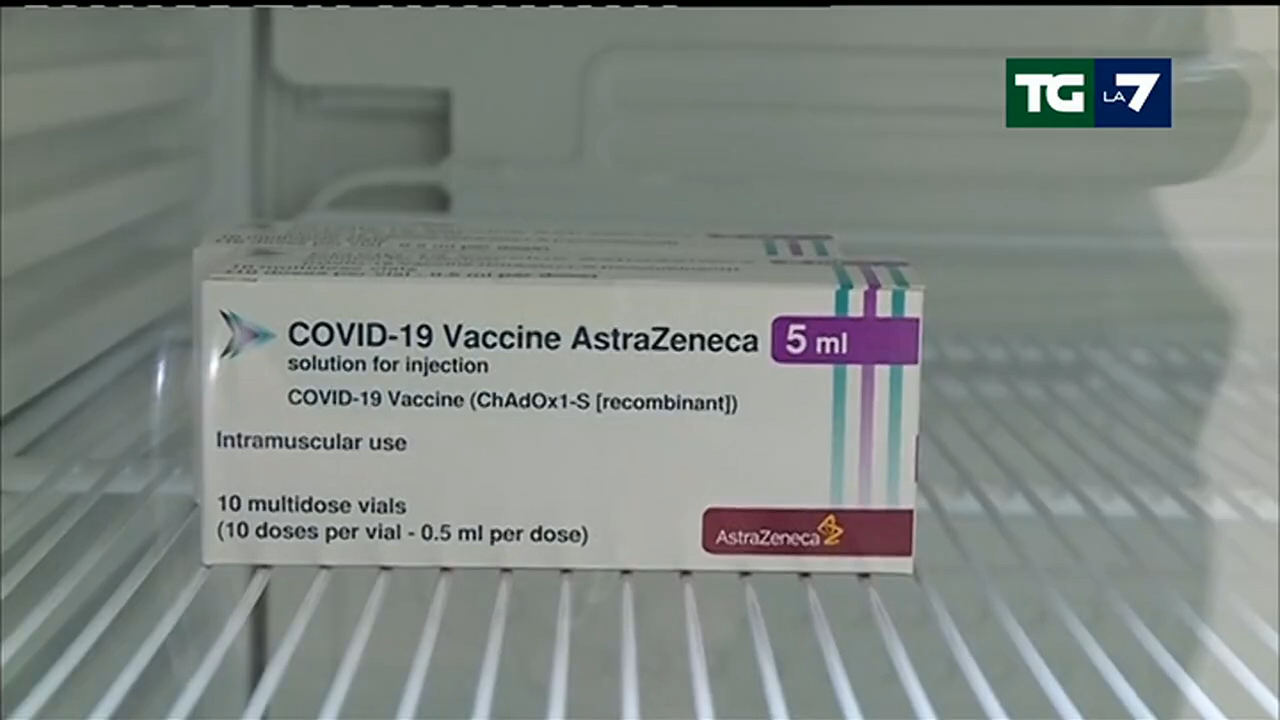 TG LA 7
COVID-19 Vaccine AstraZeneca
5 ml
solution for injection
COVID-19 Vaccine (ChAdOx1-S [recombinant])
Intramuscular use
10 multidose vials
(10 doses per vial - 0.5 ml per dose)
AstraZeneca